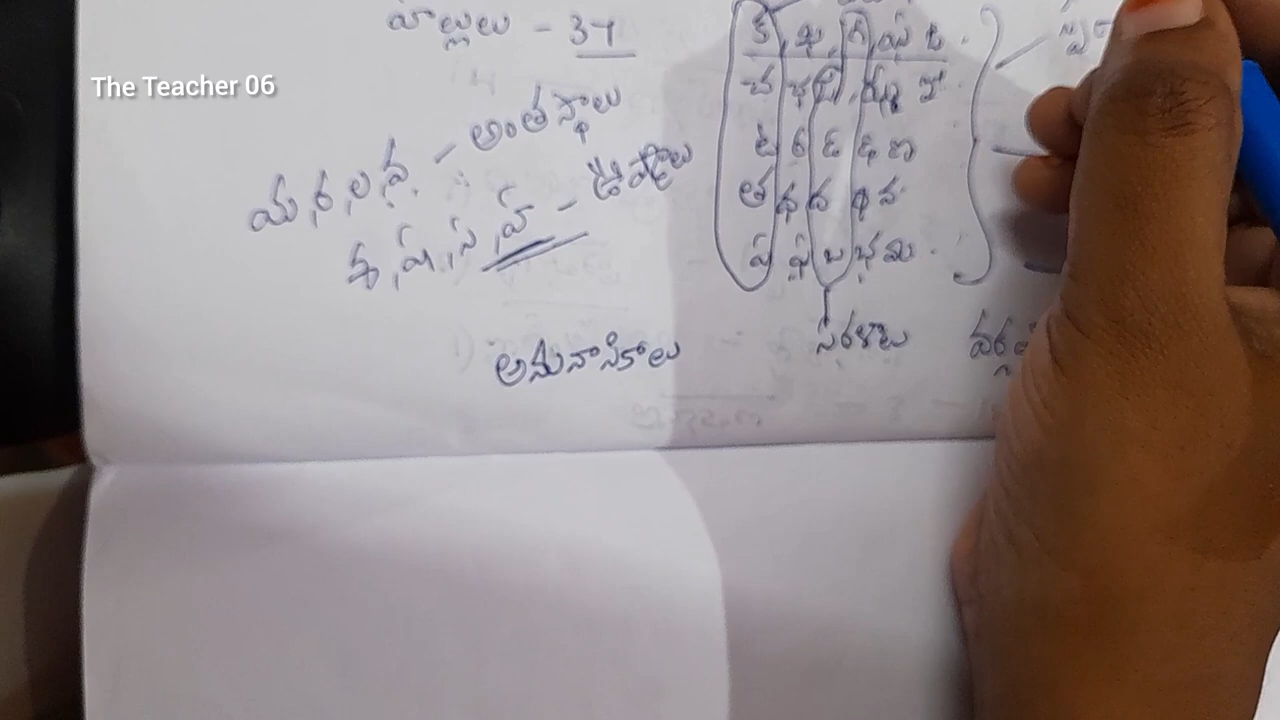 హల్లులు - 37
The Teacher 06
య, ర, ల, వ - అంతస్థాలు
శ, ష, స, హ - ఊష్మాలు
అనునాసికాలు
క, ఖ, గ, ఘ ఙ
చ ఛ జ, ఝ ఞ
ట ఠ డ ఢ ణ
త థ ద ధ న
ప ఫ బ భ మ
సరళాలు